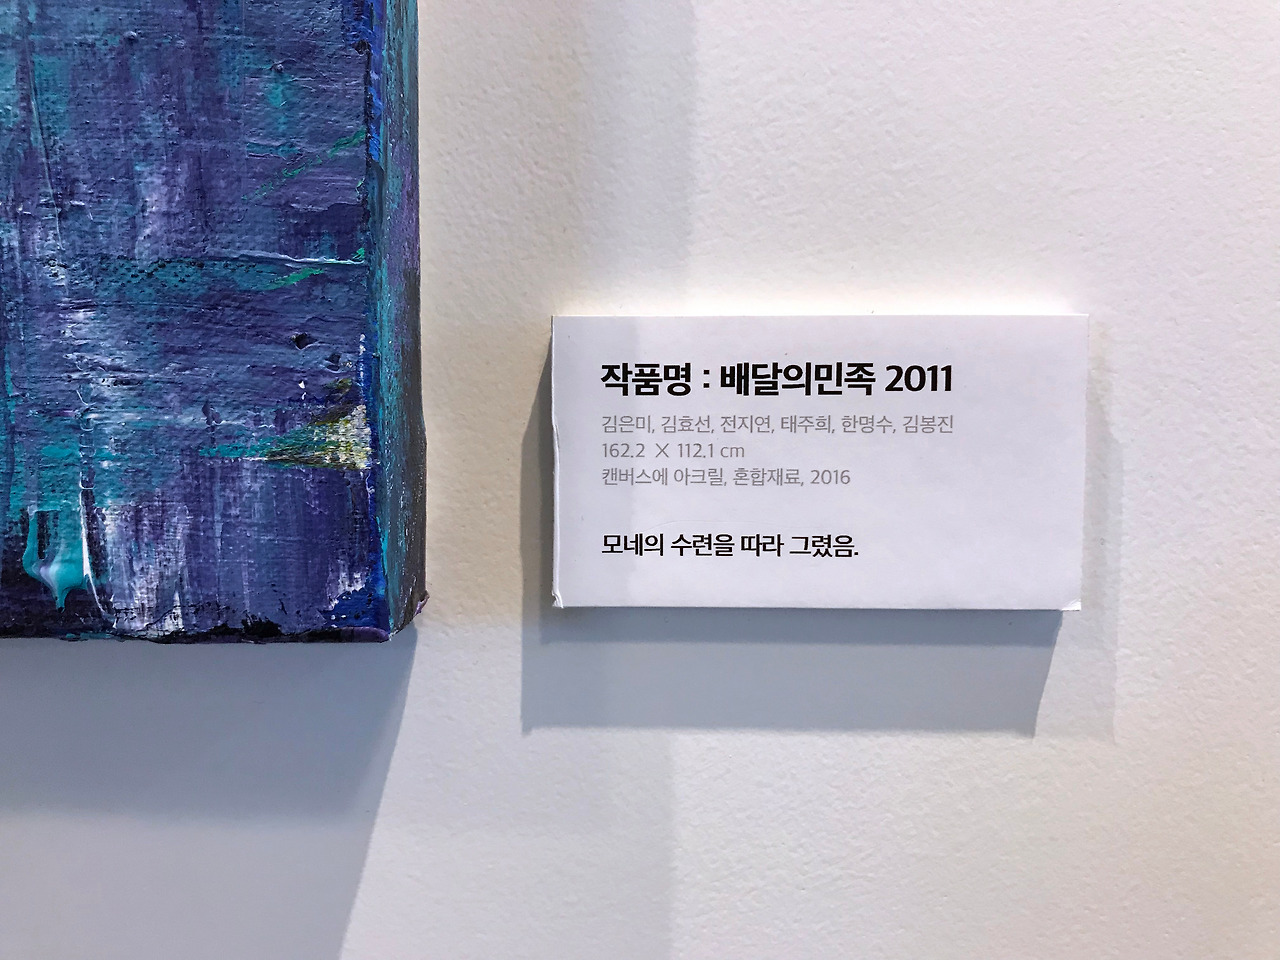 작품명 : 배달의민족 2011
김은미, 김효선, 전지연, 태주희, 한명수, 김봉진
162.2 × 112.1 cm
캔버스에 아크릴, 혼합재료, 2016
모네의 수련을 따라 그렸음.